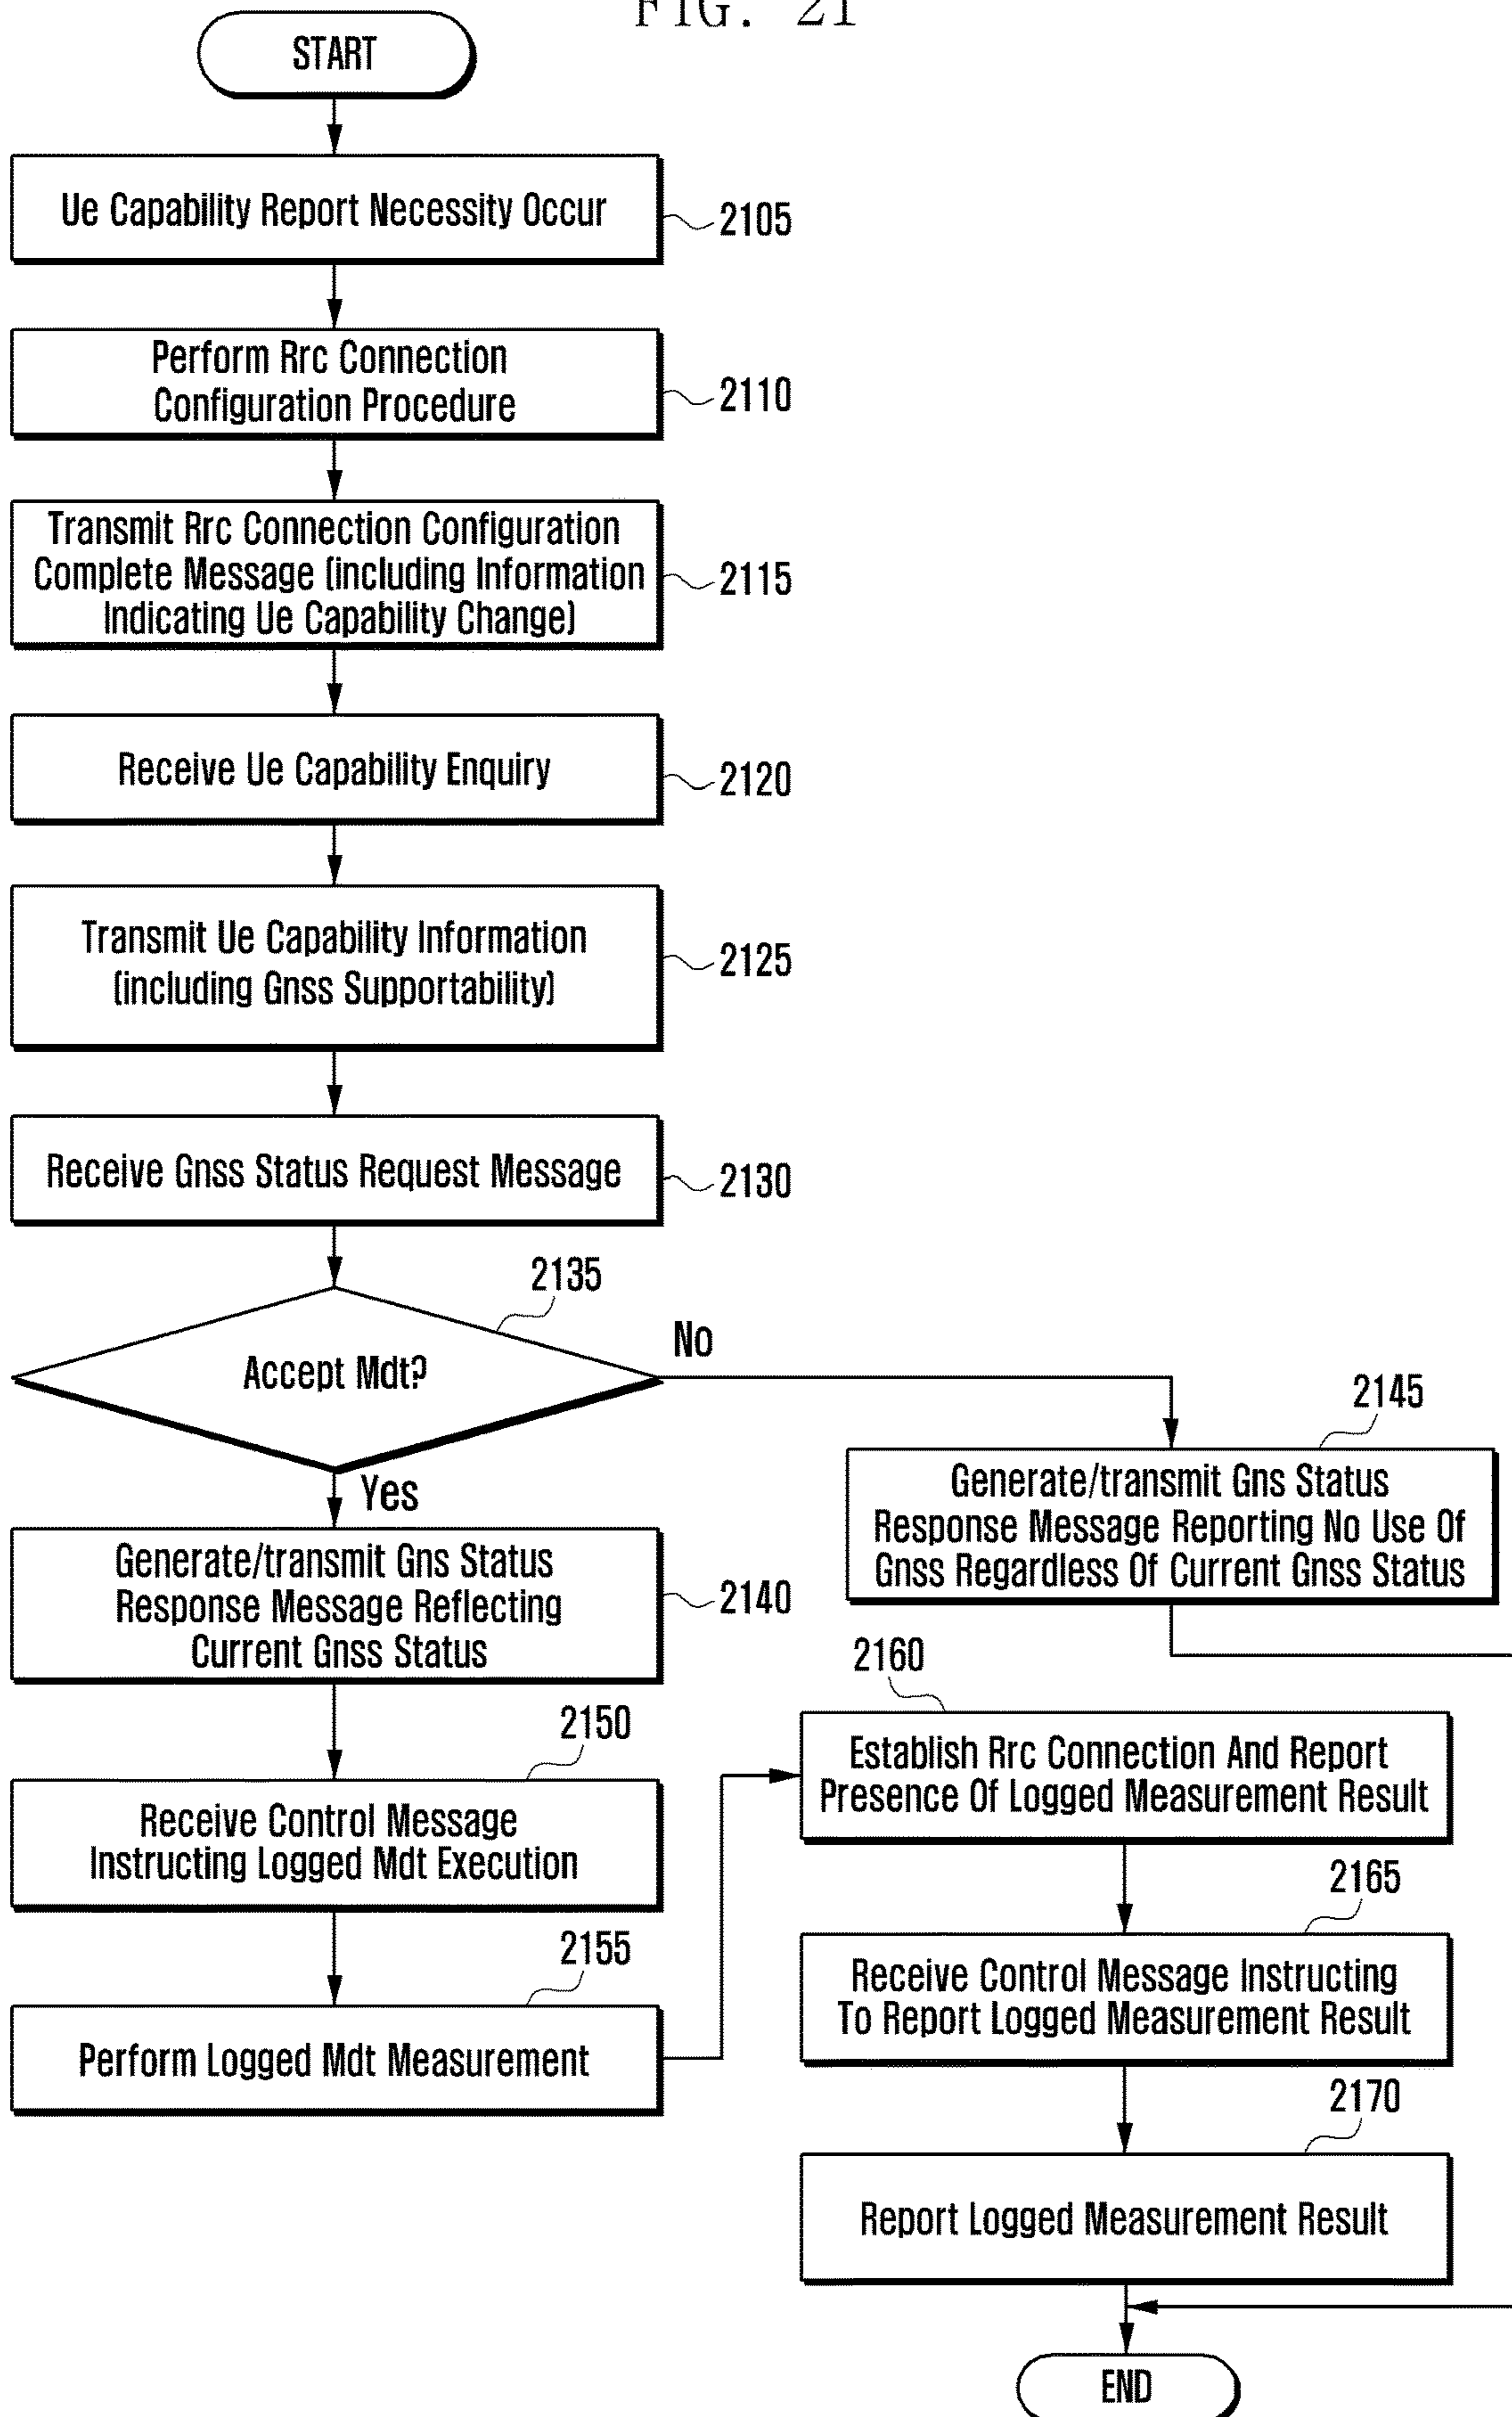 FIG. 21
START
Ue Capability Report Necessity Occur
2105
Perform Rrc Connection
Configuration Procedure
2110
Transmit Rrc Connection Configuration
Complete Message (including Information
Indicating Ue Capability Change)
2115
Receive Ue Capability Enquiry
2120
Transmit Ue Capability Information
(including Gnss Supportability)
2125
Receive Gnss Status Request Message
2130
2135
Accept Mdt?
No
Yes
2145
Generate/transmit Gns Status
Response Message Reporting No Use Of
Gnss Regardless Of Current Gnss Status
Generate/transmit Gns Status
Response Message Reflecting
Current Gnss Status
2140
2150
Receive Control Message
Instructing Logged Mdt Execution
2155
Perform Logged Mdt Measurement
2160
Establish Rrc Connection And Report
Presence Of Logged Measurement Result
2165
Receive Control Message Instructing
To Report Logged Measurement Result
2170
Report Logged Measurement Result
END